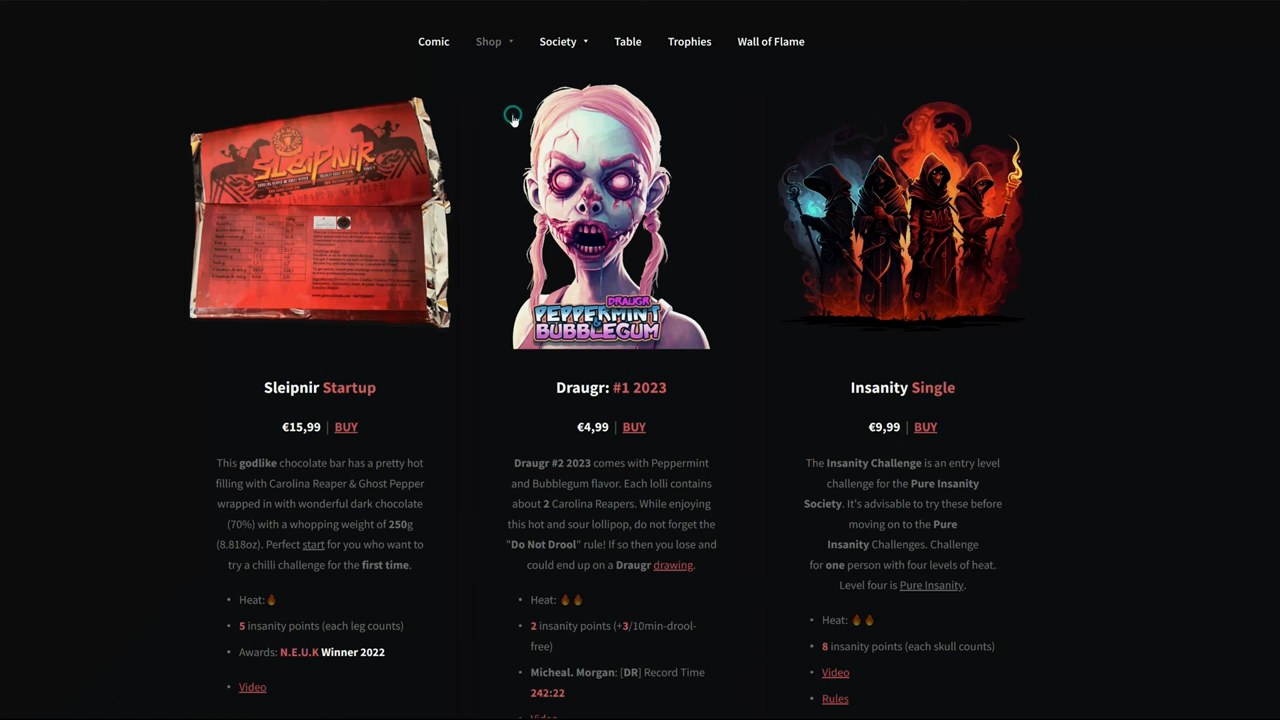 Comic
Shop
Society
Table
Trophies
Wall of Flame
SLEIPNIR
DRAUGR
PEPPERMINT
&
BUBBLEGUM
Sleipnir Startup
€15,99 | BUY
This godlike chocolate bar has a pretty hot
filling with Carolina Reaper & Ghost Pepper
wrapped in with wonderful dark chocolate
(70%) with a whopping weight of 250g
(8.818oz). Perfect start for you who want to
try a chilli challenge for the first time.
• Heat:🔥
• 5 insanity points (each leg counts)
• Awards: N.E.U.K Winner 2022
• Video
Draugr: #1 2023
€4,99 | BUY
Draugr #2 2023 comes with Peppermint
and Bubblegum flavor. Each lolli contains
about 2 Carolina Reapers. While enjoying
this hot and sour lollipop, do not forget the
"Do Not Drool" rule! If so then you lose and
could end up on a Draugr drawing.
• Heat: 🔥🔥
• 2 insanity points (+3/10min-drool-
free)
• Micheal. Morgan: [DR] Record Time
242:22
Video
Insanity Single
€9,99 | BUY
The Insanity Challenge is an entry level
challenge for the Pure Insanity
Society. It's advisable to try these before
moving on to the Pure
Insanity Challenges. Challenge
for one person with four levels of heat.
Level four is Pure Insanity.
• Heat: 🔥🔥
• 8 insanity points (each skull counts)
• Video
• Rules